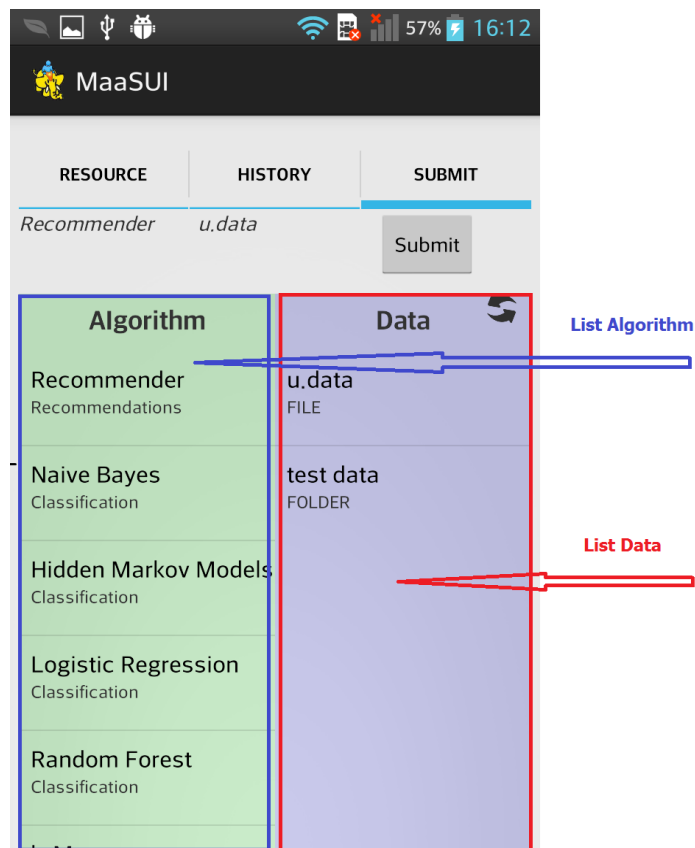 57% 16:12
MaaSUI
RESOURCE HISTORY SUBMIT
Recommender u.data
Submit
Algorithm
Data
List Algorithm
Recommender
Recommendations
u.data
FILE
Naive Bayes
Classification
test data
FOLDER
List Data
Hidden Markov Models
Classification
Logistic Regression
Classification
Random Forest
Classification